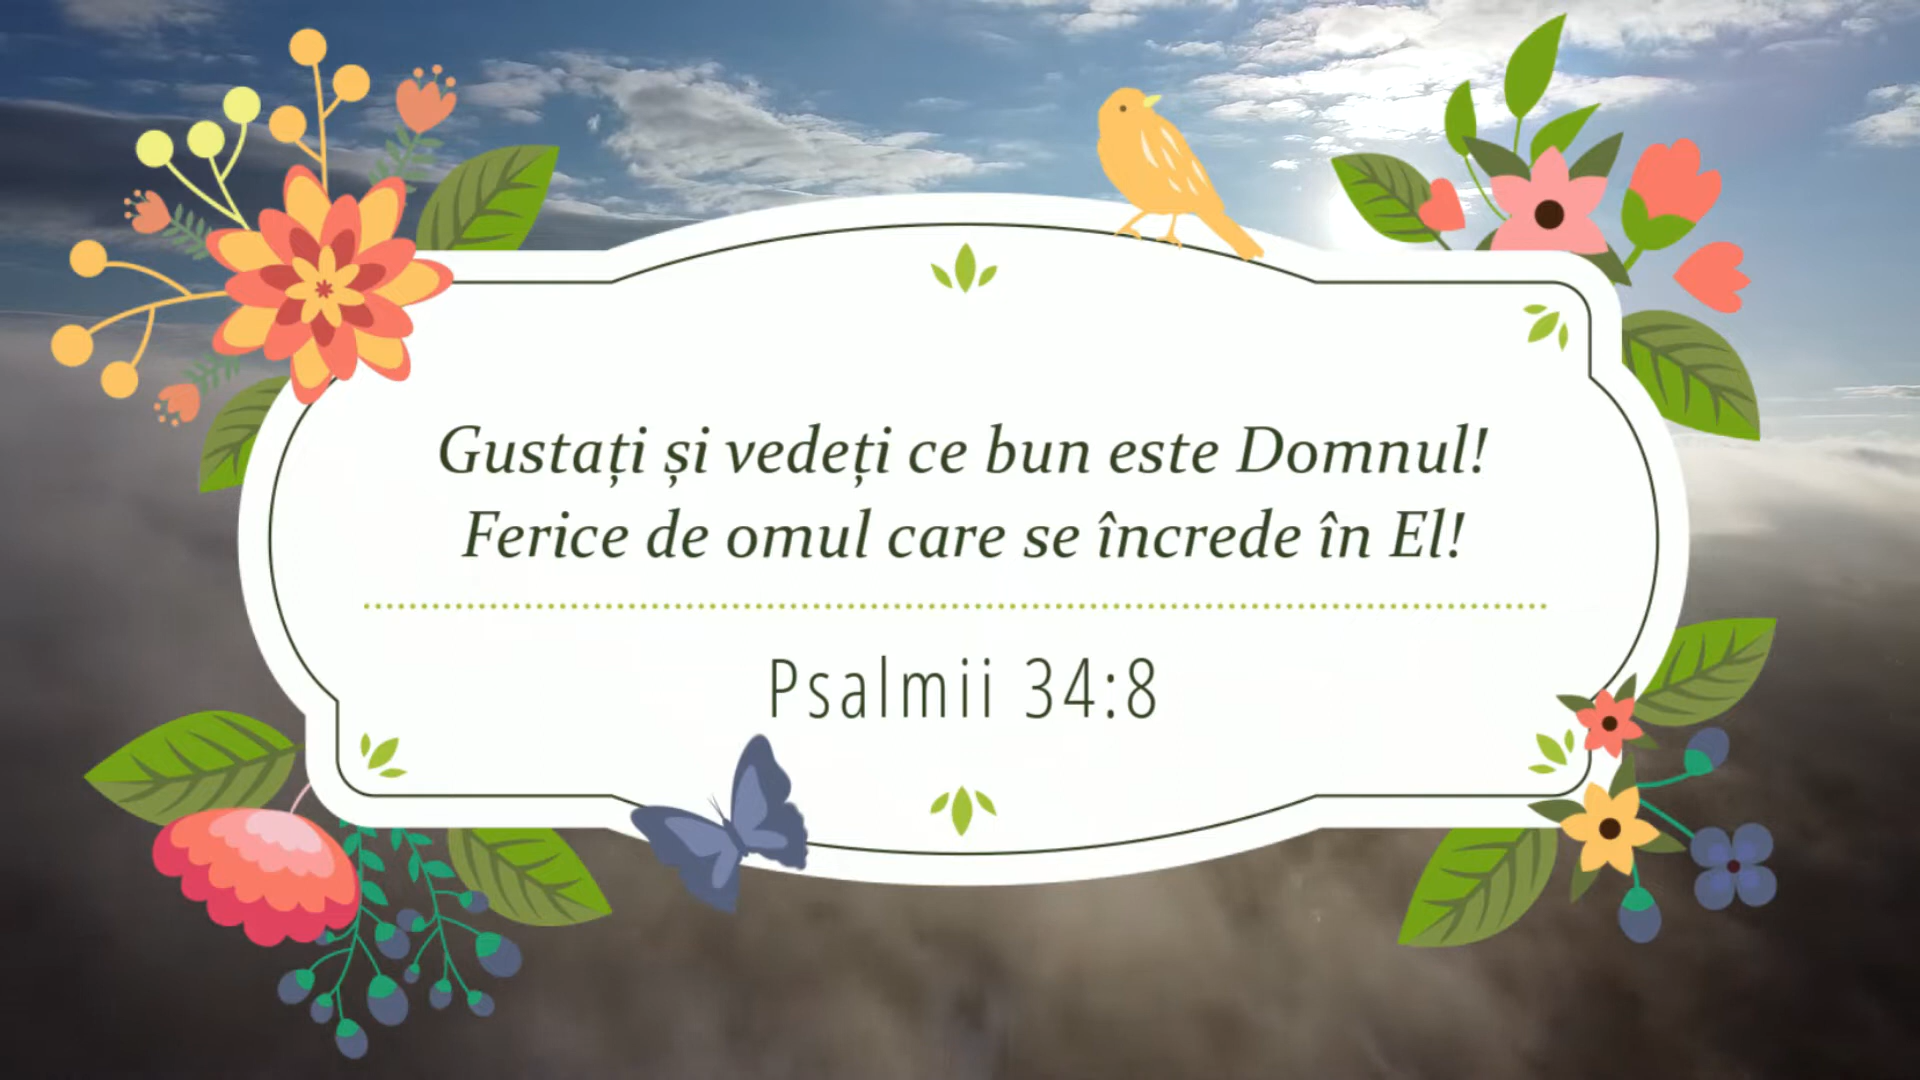 Gustați și vedeți ce bun este Domnul!
Ferice de omul care se încrede în El!
Psalmii 34:8